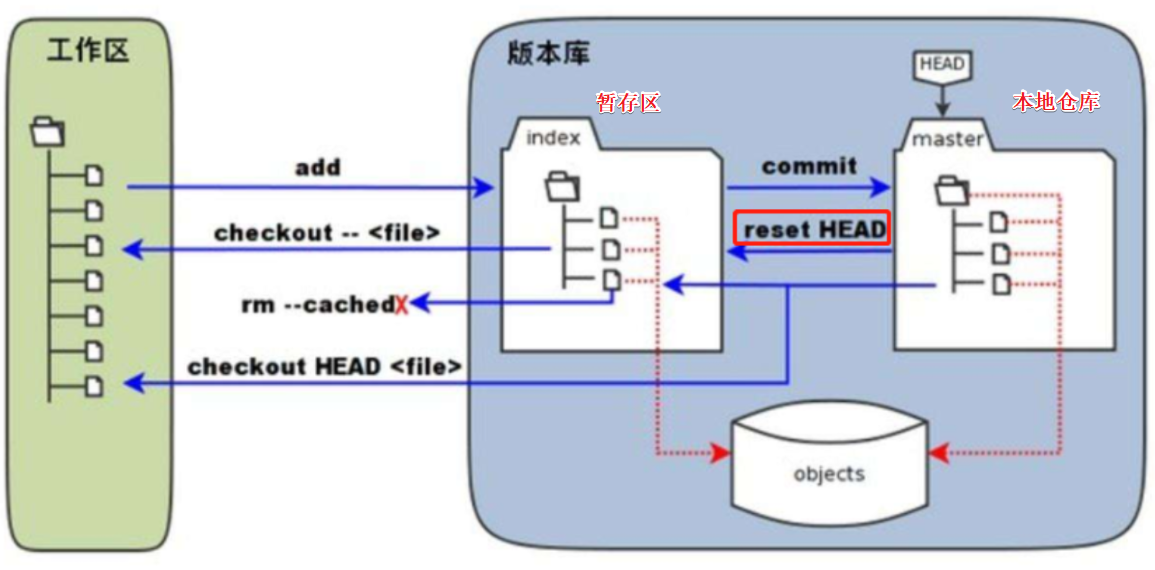 工作区
版本库
HEAD
暂存区
本地仓库
index
master
add
commit
checkout -- <file>
reset HEAD
rm --cached X
checkout HEAD <file>
objects